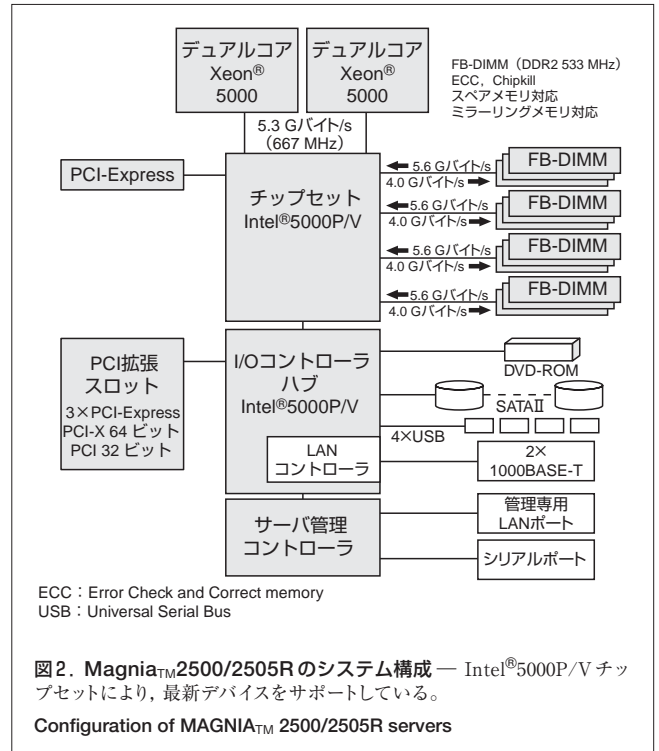 デュアルコア
Xeon®
5000
デュアルコア
Xeon®
5000
FB-DIMM（DDR2 533 MHz）
ECC，Chipkill
スペアメモリ対応
ミラーリングメモリ対応
5.3 Gバイト/s
（667 MHz）
PCI-Express
チップセット
Intel®5000P/V
5.6 Gバイト/s
4.0 Gバイト/s
FB-DIMM
5.6 Gバイト/s
4.0 Gバイト/s
FB-DIMM
5.6 Gバイト/s
4.0 Gバイト/s
FB-DIMM
5.6 Gバイト/s
4.0 Gバイト/s
FB-DIMM
PCI拡張
スロット
3×PCI-Express
PCI-X 64 ビット
PCI 32 ビット
I/Oコントローラ
ハブ
Intel®5000P/V
DVD-ROM
SATAⅡ
4×USB
LAN
コントローラ
2×
1000BASE-T
サーバ管理
コントローラ
管理専用
LANポート
シリアルポート
ECC：Error Check and Correct memory
USB：Universal Serial Bus
図2．Magnia™2500/2505Rのシステム構成 ― Intel®5000P/V チッ
プセットにより，最新デバイスをサポートしている。
Configuration of MAGNIA™ 2500/2505R servers